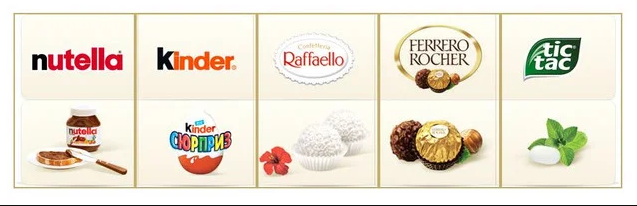 nutella
Kinder
Confetteria
Raffaello
FERRERO
ROCHER
tic
tac
nutella
Kinder
СЮРПРИЗ